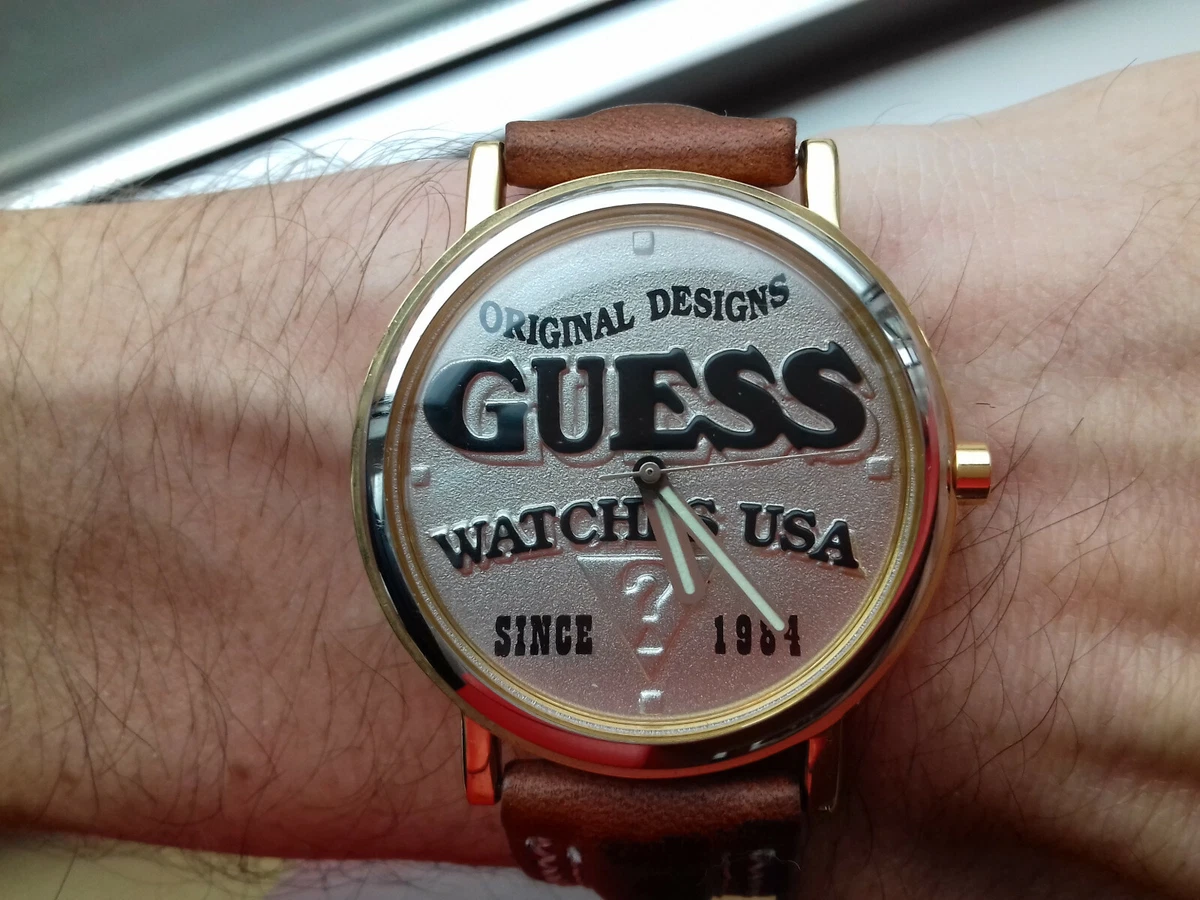 ORIGINAL DESIGNS
GUESS
WATCHES USA
?
SINCE 1984